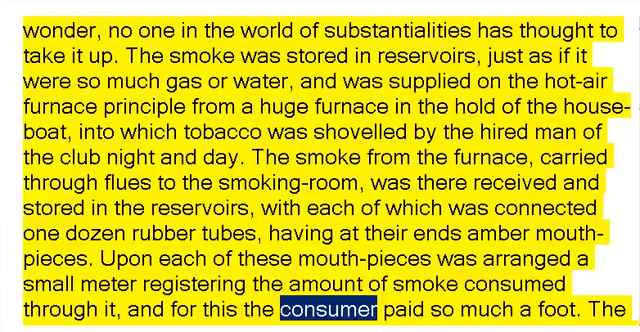 wonder, no one in the world of substantialities has thought to
take it up. The smoke was stored in reservoirs, just as if it
were so much gas or water, and was supplied on the hot-air
furnace principle from a huge furnace in the hold of the house-
boat, into which tobacco was shovelled by the hired man of
the club night and day. The smoke from the furnace, carried
through flues to the smoking-room, was there received and
stored in the reservoirs, with each of which was connected
one dozen rubber tubes, having at their ends amber mouth-
pieces. Upon each of these mouth-pieces was arranged a
small meter registering the amount of smoke consumed
through it, and for this the consumer paid so much a foot. The